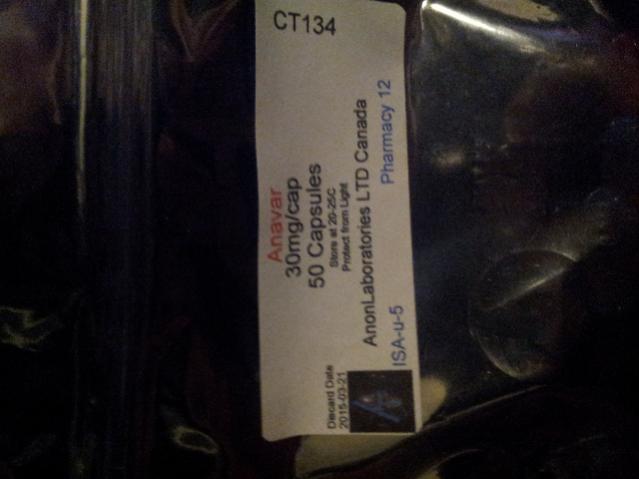 CT134
Anavar
30mg/cap
50 Capsules
Store at 20-25C
Protect from Light
AnonLaboratories LTD Canada
ISA-u-5 Pharmacy 12
Discard Date
2015-03-21